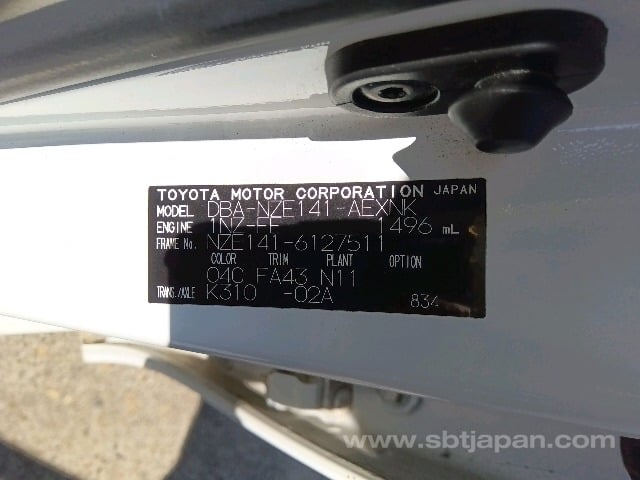 TOYOTA MOTOR CORPORATION JAPAN
MODEL DBA-NZE141-AEXNK
ENGINE 1NZ-FE 1496 mL
FRAME No. NZE141-6127511
COLOR TRIM PLANT OPTION
040 FA43 N11
TRANS./AXLE K310 -02A 834
www.sbtjapan.com